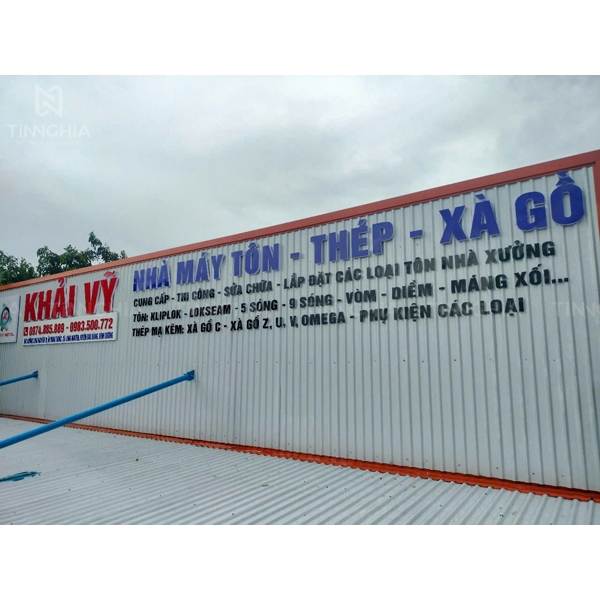 TINNGHIA
NHÀ MÁY TÔN - THÉP - XÀ GỒ
CUNG CẤP - THI CÔNG - SỬA CHỮA - LẮP ĐẶT CÁC LOẠI TÔN NHÀ XƯỞNG
TÔN: KLIPLOK - LOKSEAM - 5 SÓNG - 9 SÓNG - VÒM - DIỀM - MÁNG XỐI...
THÉP MẠ KẼM: XÀ GỒ C - XÀ GỒ Z, U, V, OMEGA - PHỤ KIỆN CÁC LOẠI
KHẢI VỸ
0974.885.889 - 0983.500.772